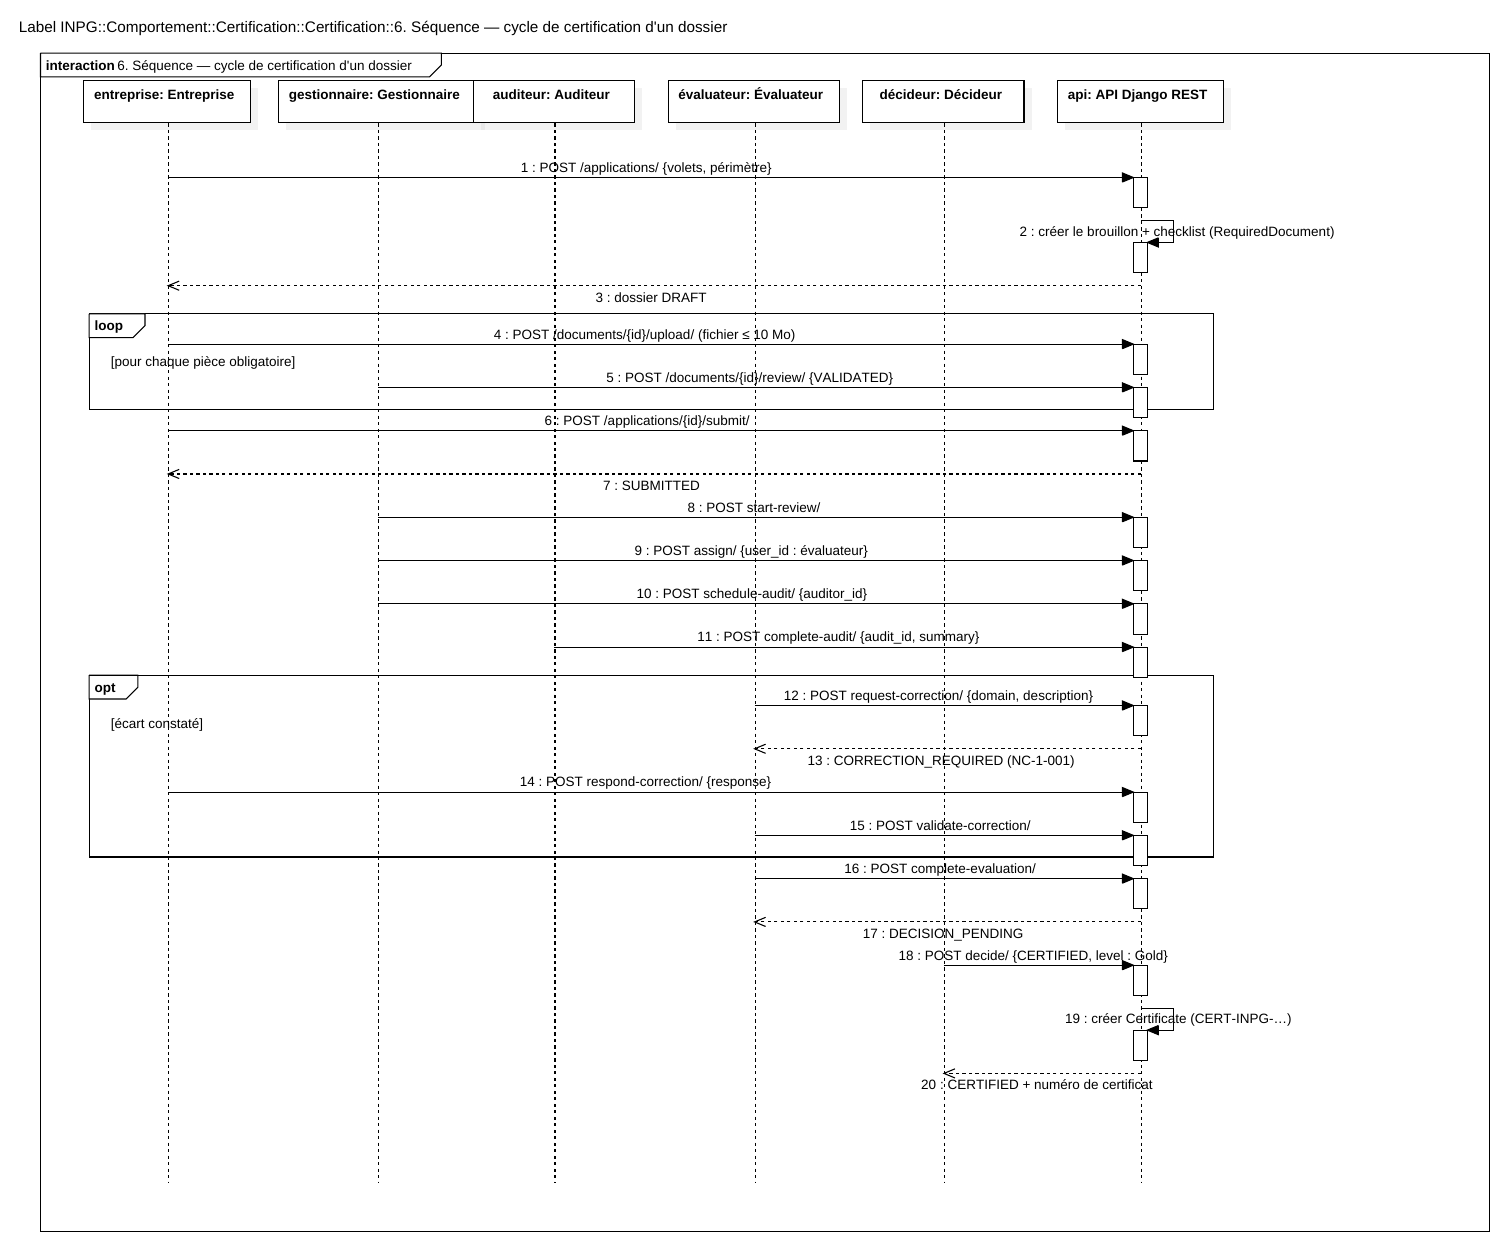 Label INPG::Comportement::Certification::Certification::6. Séquence — cycle de certification d'un dossier
interaction 6. Séquence — cycle de certification d'un dossier
entreprise: Entreprise
gestionnaire: Gestionnaire
auditeur: Auditeur
évaluateur: Évaluateur
décideur: Décideur
api: API Django REST
1 : POST /applications/ {volets, périmètre}
2 : créer le brouillon + checklist (RequiredDocument)
3 : dossier DRAFT
loop
4 : POST /documents/{id}/upload/ (fichier ≤ 10 Mo)
[pour chaque pièce obligatoire]
5 : POST /documents/{id}/review/ {VALIDATED}
6 : POST /applications/{id}/submit/
7 : SUBMITTED
8 : POST start-review/
9 : POST assign/ {user_id : évaluateur}
10 : POST schedule-audit/ {auditor_id}
11 : POST complete-audit/ {audit_id, summary}
opt
12 : POST request-correction/ {domain, description}
[écart constaté]
13 : CORRECTION_REQUIRED (NC-1-001)
14 : POST respond-correction/ {response}
15 : POST validate-correction/
16 : POST complete-evaluation/
17 : DECISION_PENDING
18 : POST decide/ {CERTIFIED, level : Gold}
19 : créer Certificate (CERT-INPG-…)
20 : CERTIFIED + numéro de certificat